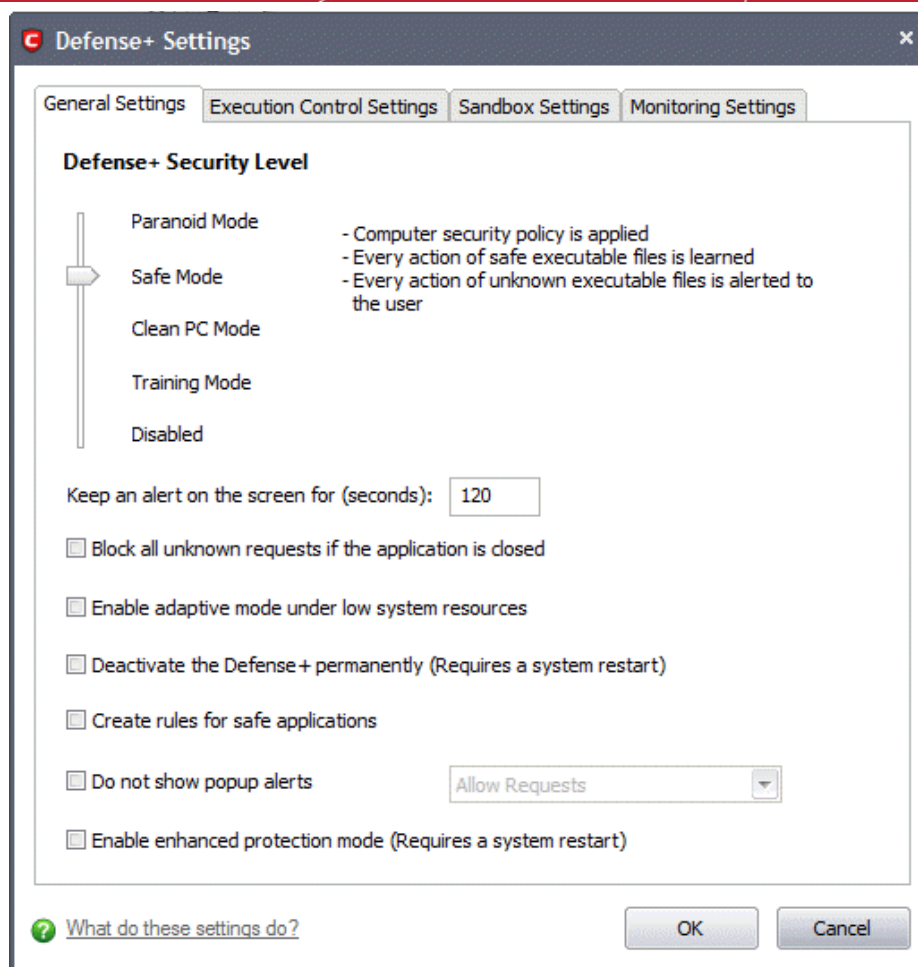 Defense+ Settings
General Settings
Execution Control Settings
Sandbox Settings
Monitoring Settings
Defense+ Security Level
Paranoid Mode
Safe Mode
Clean PC Mode
Training Mode
Disabled
- Computer security policy is applied
- Every action of safe executable files is learned
- Every action of unknown executable files is alerted to
the user
Keep an alert on the screen for (seconds):
120
Block all unknown requests if the application is closed
Enable adaptive mode under low system resources
Deactivate the Defense+ permanently (Requires a system restart)
Create rules for safe applications
Do not show popup alerts
Allow Requests
Enable enhanced protection mode (Requires a system restart)
What do these settings do?
OK
Cancel